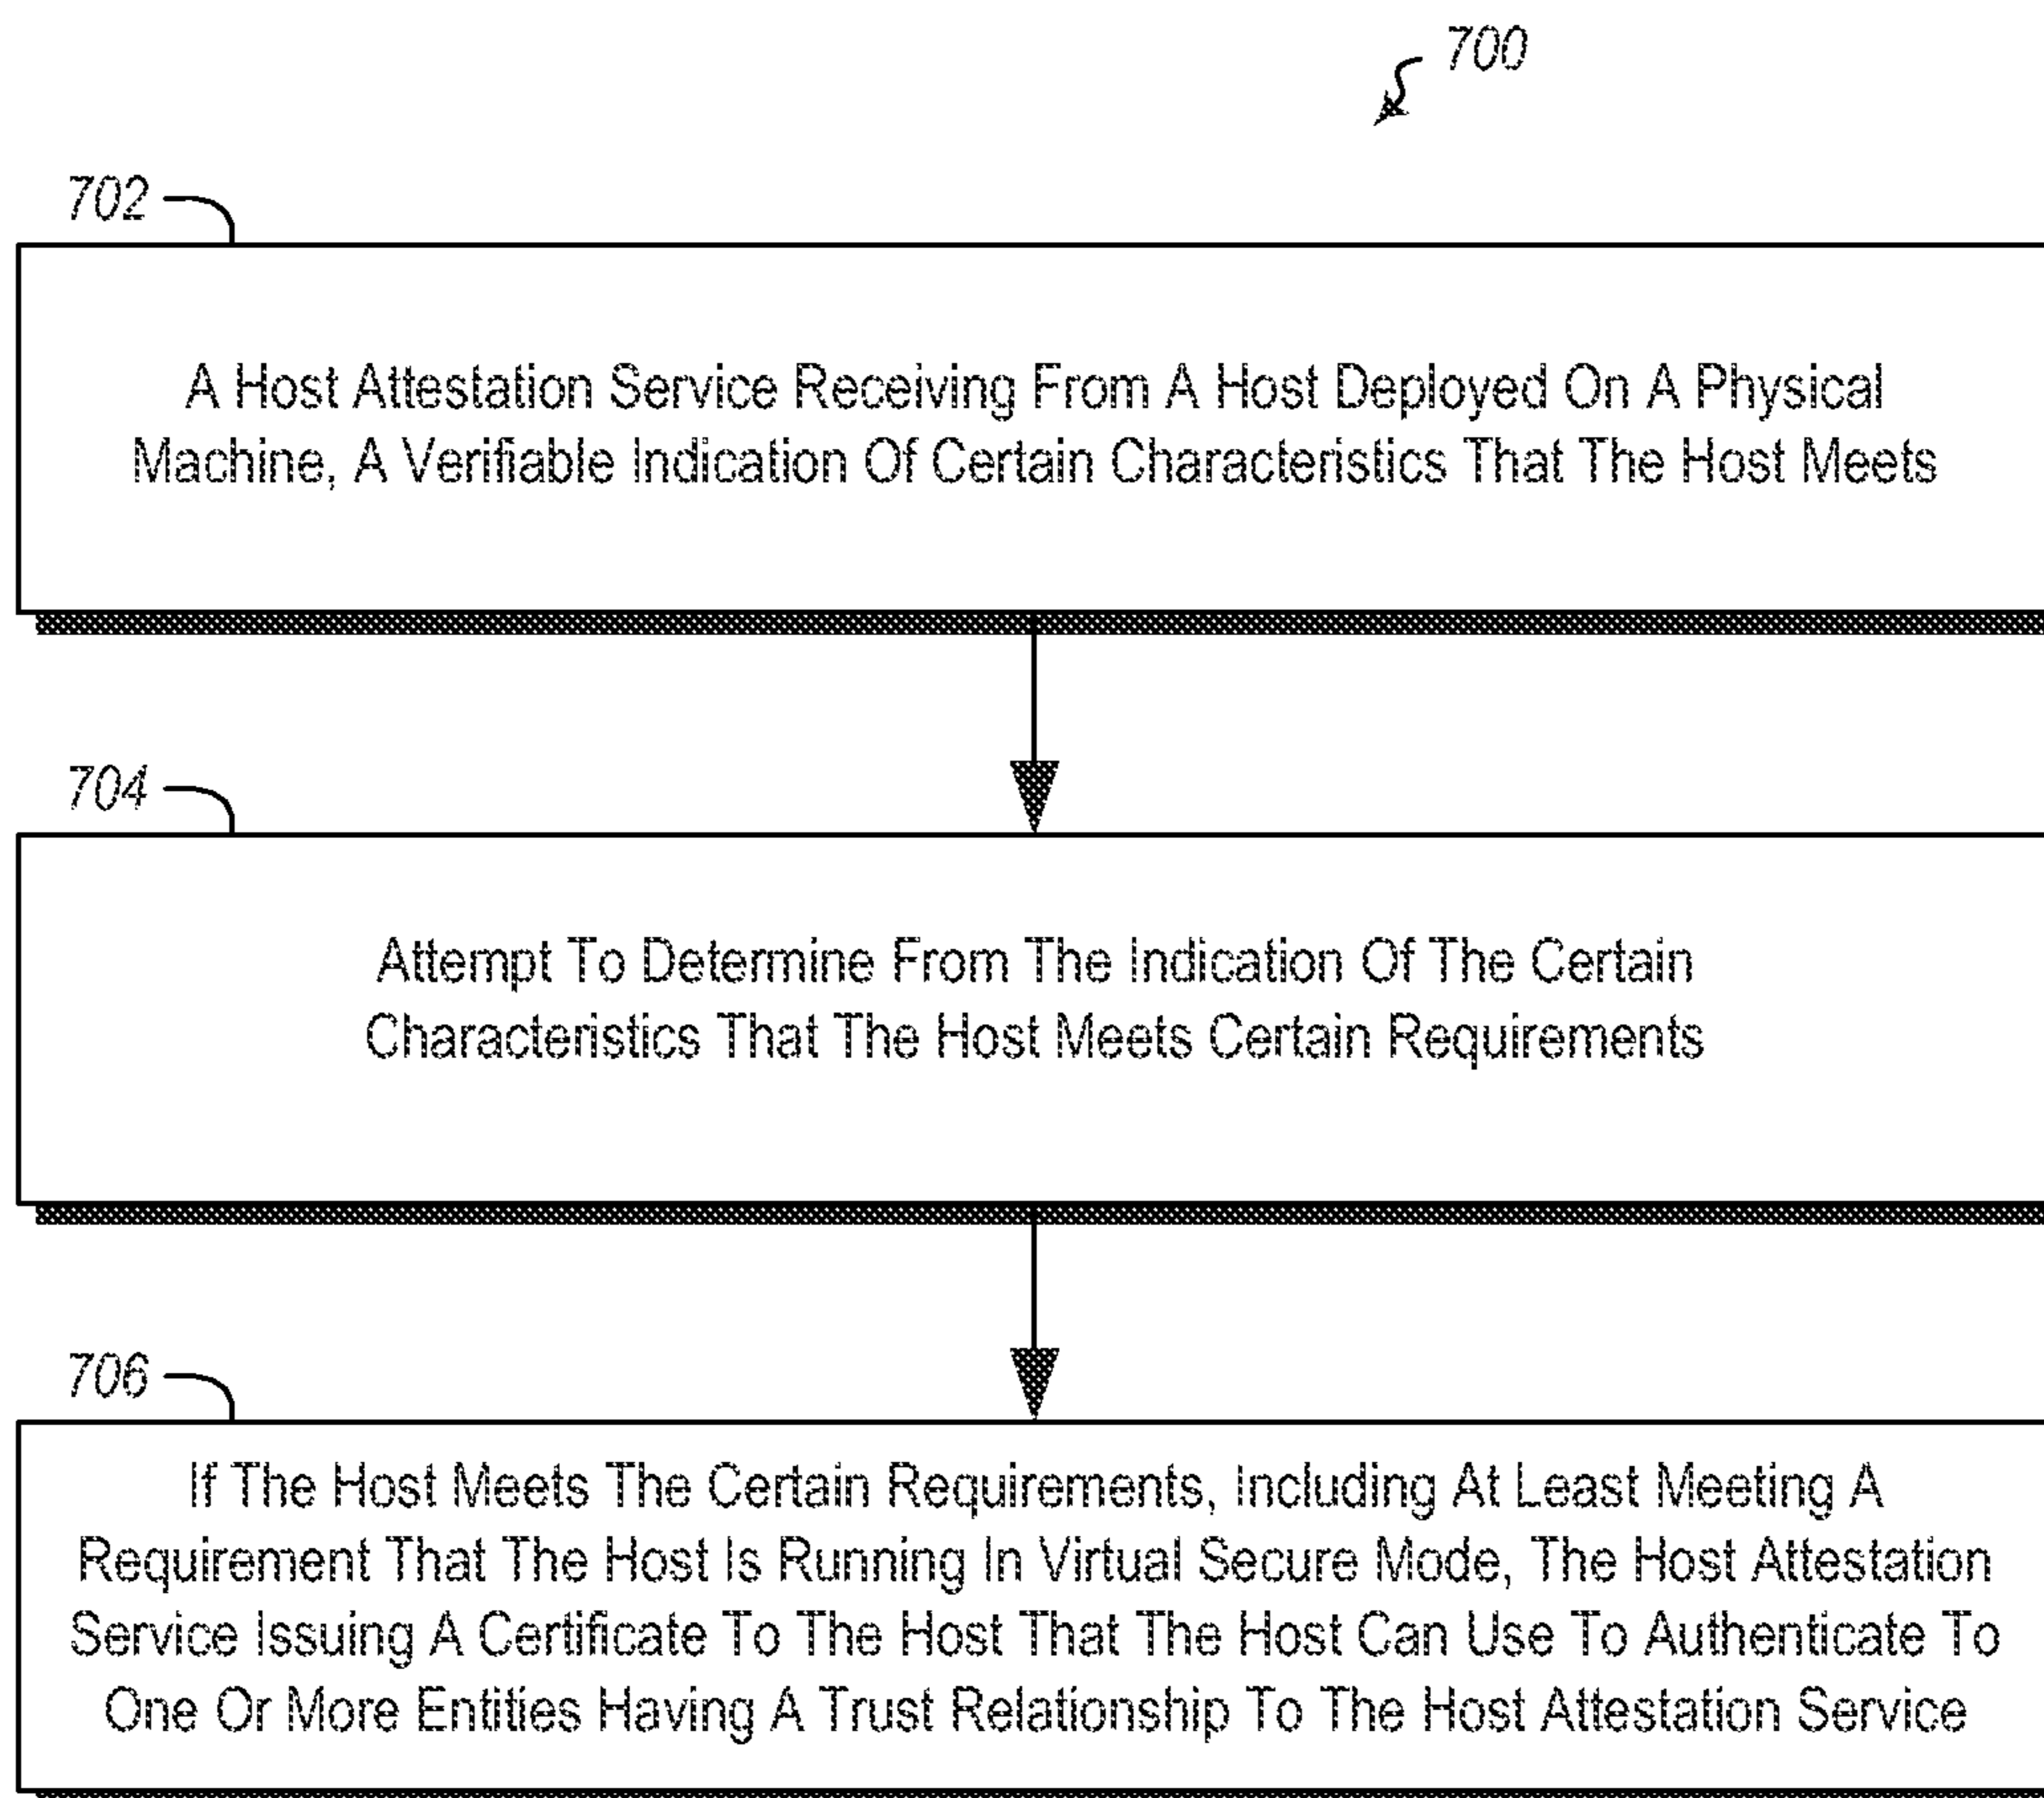 700
702
A Host Attestation Service Receiving From A Host Deployed On A Physical
Machine, A Verifiable Indication Of Certain Characteristics That The Host Meets
704
Attempt To Determine From The Indication Of The Certain
Characteristics That The Host Meets Certain Requirements
706
If The Host Meets The Certain Requirements, Including At Least Meeting A
Requirement That The Host Is Running In Virtual Secure Mode, The Host Attestation
Service Issuing A Certificate To The Host That The Host Can Use To Authenticate To
One Or More Entities Having A Trust Relationship To The Host Attestation Service